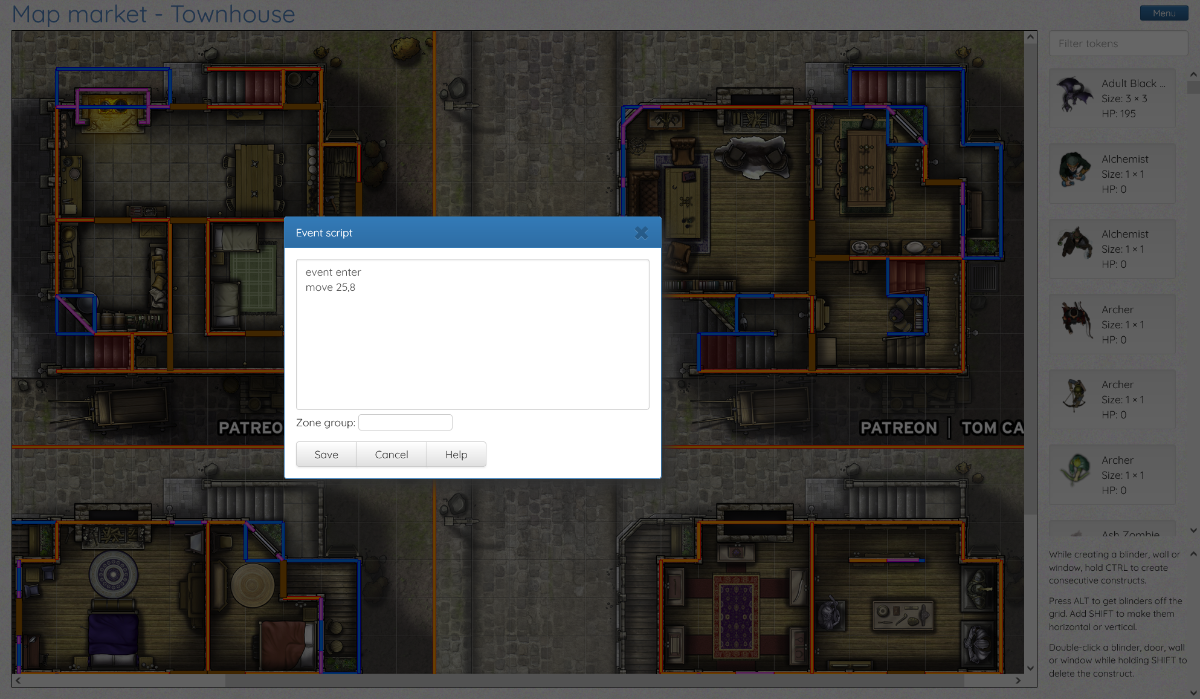 Map market - Townhouse
Menu
Filter tokens
Adult Black ...
Size: 3 × 3
HP: 195
Alchemist
Size: 1 × 1
HP: 0
Alchemist
Size: 1 × 1
HP: 0
Archer
Size: 1 × 1
HP: 0
Archer
Size: 1 × 1
HP: 0
Archer
Size: 1 × 1
HP: 0
Ash Zombie
Event script
event enter
move 25,8
Zone group:
Save
Cancel
Help
PATREO
PATREON | TOM CA
While creating a blinder, wall or
window, hold CTRL to create
consecutive constructs.
Press ALT to get blinders off the
grid. Add SHIFT to make them
horizontal or vertical.
Double-click a blinder, door, wall
or window while holding SHIFT to
delete the construct.